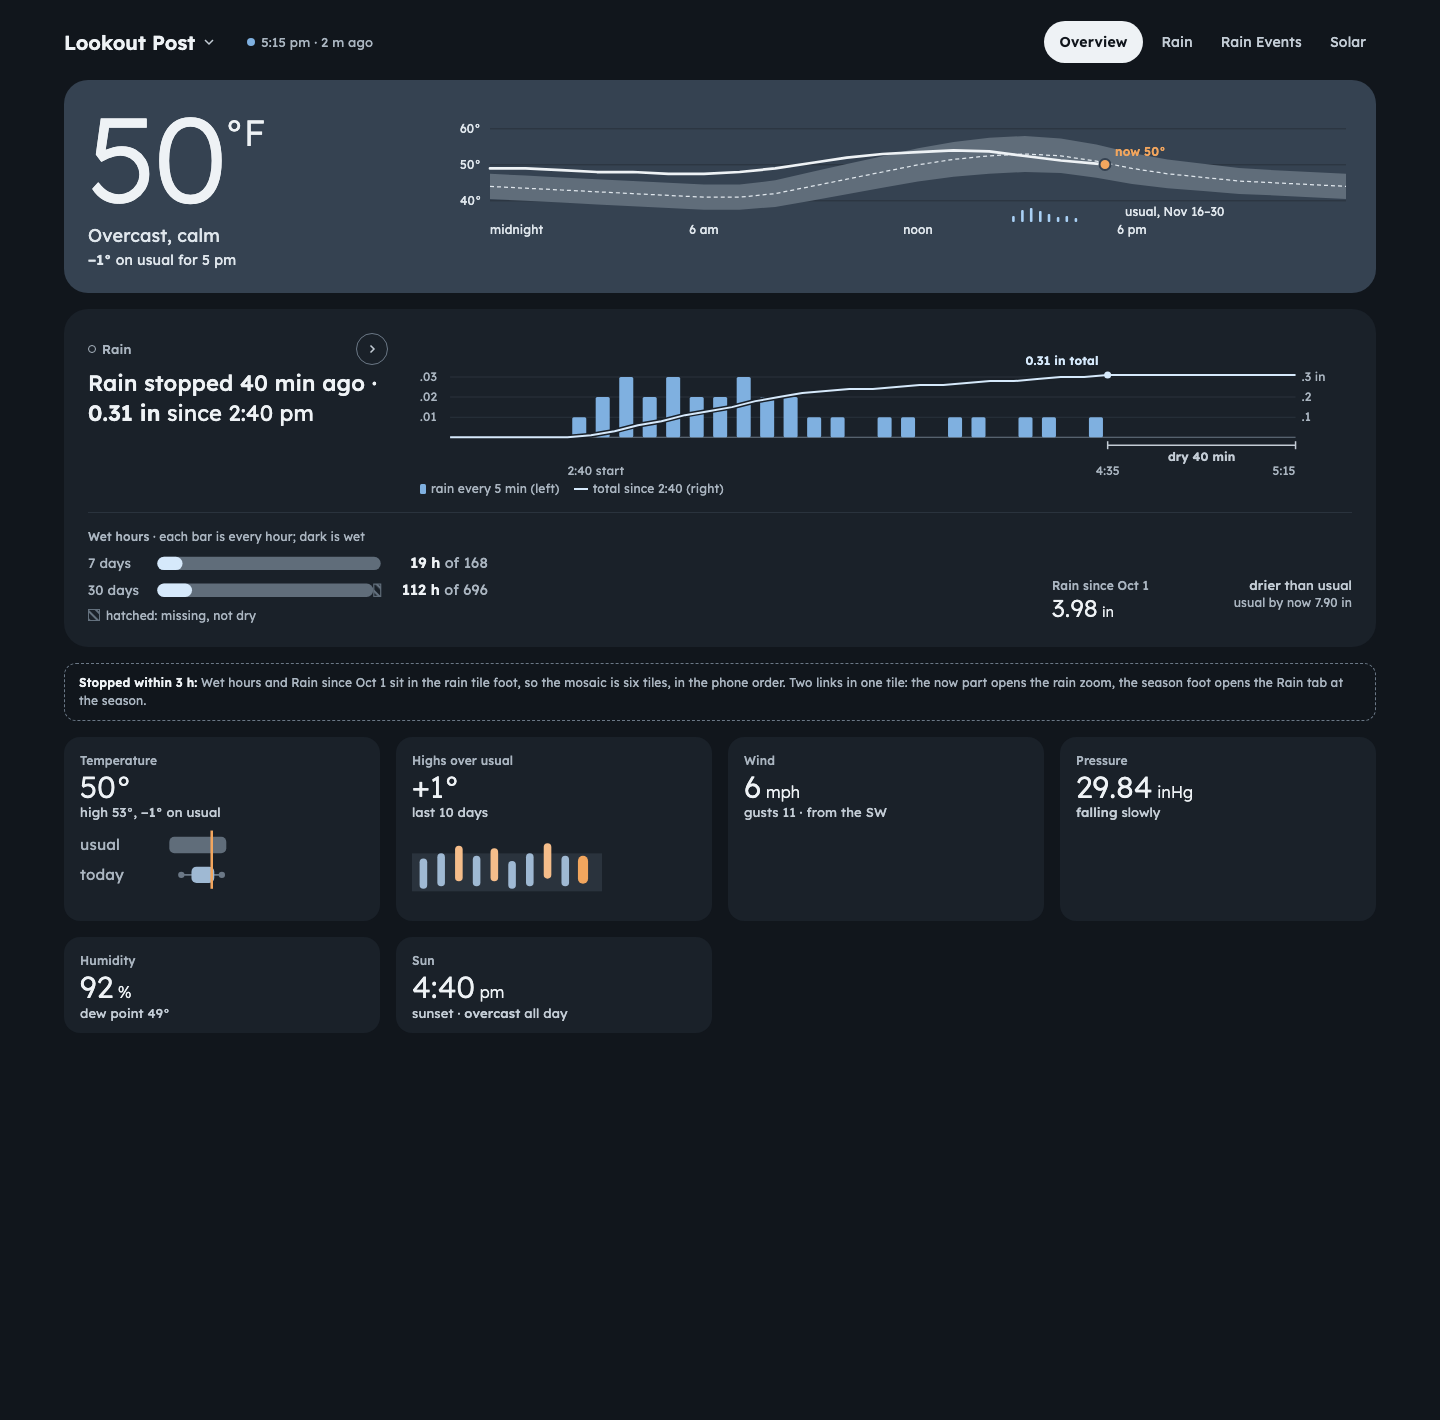 Lookout Post
5:15 pm · 2 m ago
Overview
Rain
Rain Events
Solar
50°F
Overcast, calm
−1° on usual for 5 pm
60°
50°
40°
now 50°
usual, Nov 16–30
midnight
6 am
noon
6 pm
Rain
Rain stopped 40 min ago ·
0.31 in since 2:40 pm
.03
.02
.01
0.31 in total
.3 in
.2
.1
dry 40 min
2:40 start
4:35
5:15
rain every 5 min (left)
total since 2:40 (right)
Wet hours · each bar is every hour; dark is wet
7 days
19 h of 168
30 days
112 h of 696
hatched: missing, not dry
Rain since Oct 1
3.98 in
drier than usual
usual by now 7.90 in
Stopped within 3 h: Wet hours and Rain since Oct 1 sit in the rain tile foot, so the mosaic is six tiles, in the phone order. Two links in one tile: the now part opens the rain zoom, the season foot opens the Rain tab at
the season.
Temperature
50°
high 53°, −1° on usual
usual
today
Highs over usual
+1°
last 10 days
Wind
6 mph
gusts 11 · from the SW
Pressure
29.84 inHg
falling slowly
Humidity
92 %
dew point 49°
Sun
4:40 pm
sunset · overcast all day